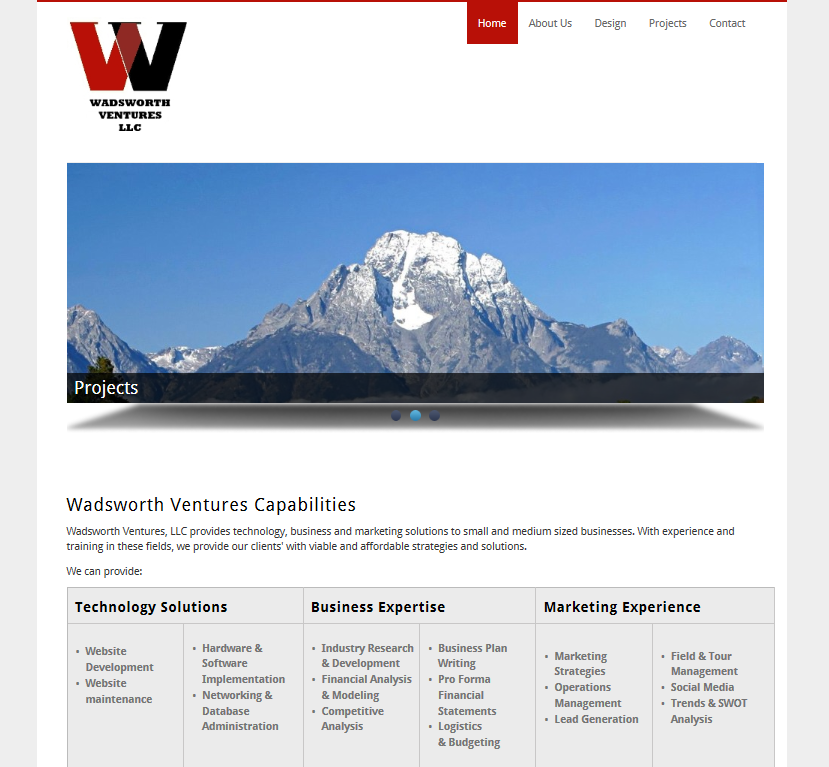 Home About Us Design Projects Contact
W
WADSWORTH
VENTURES
LLC
Projects
Wadsworth Ventures Capabilities
Wadsworth Ventures, LLC provides technology, business and marketing solutions to small and medium sized businesses. With experience and
training in these fields, we provide our clients' with viable and affordable strategies and solutions.
We can provide:
Technology Solutions
Business Expertise
Marketing Experience
• Website
Development
• Website
maintenance
• Hardware &
Software
Implementation
• Networking &
Database
Administration
• Industry Research
& Development
• Financial Analysis
& Modeling
• Competitive
Analysis
• Business Plan
Writing
• Pro Forma
Financial
Statements
• Logistics
& Budgeting
• Marketing
Strategies
• Operations
Management
• Lead Generation
• Field & Tour
Management
• Social Media
• Trends & SWOT
Analysis